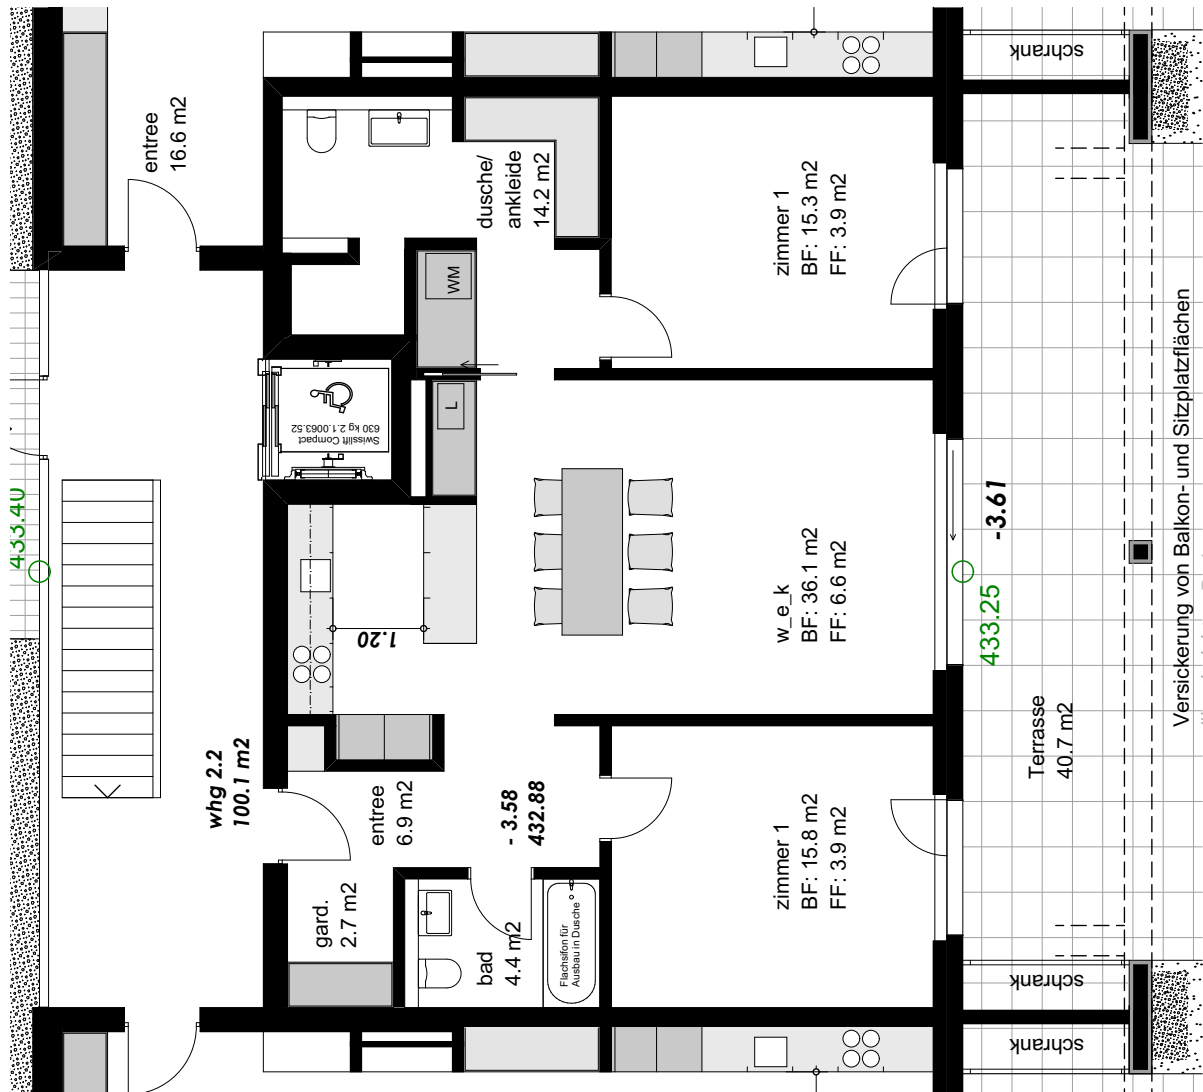 schrank
entree
16.6 m2
dusche/
ankleide
14.2 m2
zimmer 1
BF: 15.3 m2
FF: 3.9 m2
WM
Swisslift Compact
630 kg 2.1.0063.52
L
433.40
1.20
w_e_k
BF: 36.1 m2
FF: 6.6 m2
-3.61
433.25
Versickerung von Balkon- und Sitzplatzflächen
Terrasse
40.7 m2
whg 2.2
100.1 m2
entree
6.9 m2
- 3.58
432.88
gard.
2.7 m2
bad
4.4 m2
Flachsifon für
Ausbau in Dusche
zimmer 1
BF: 15.8 m2
FF: 3.9 m2
schrank
schrank